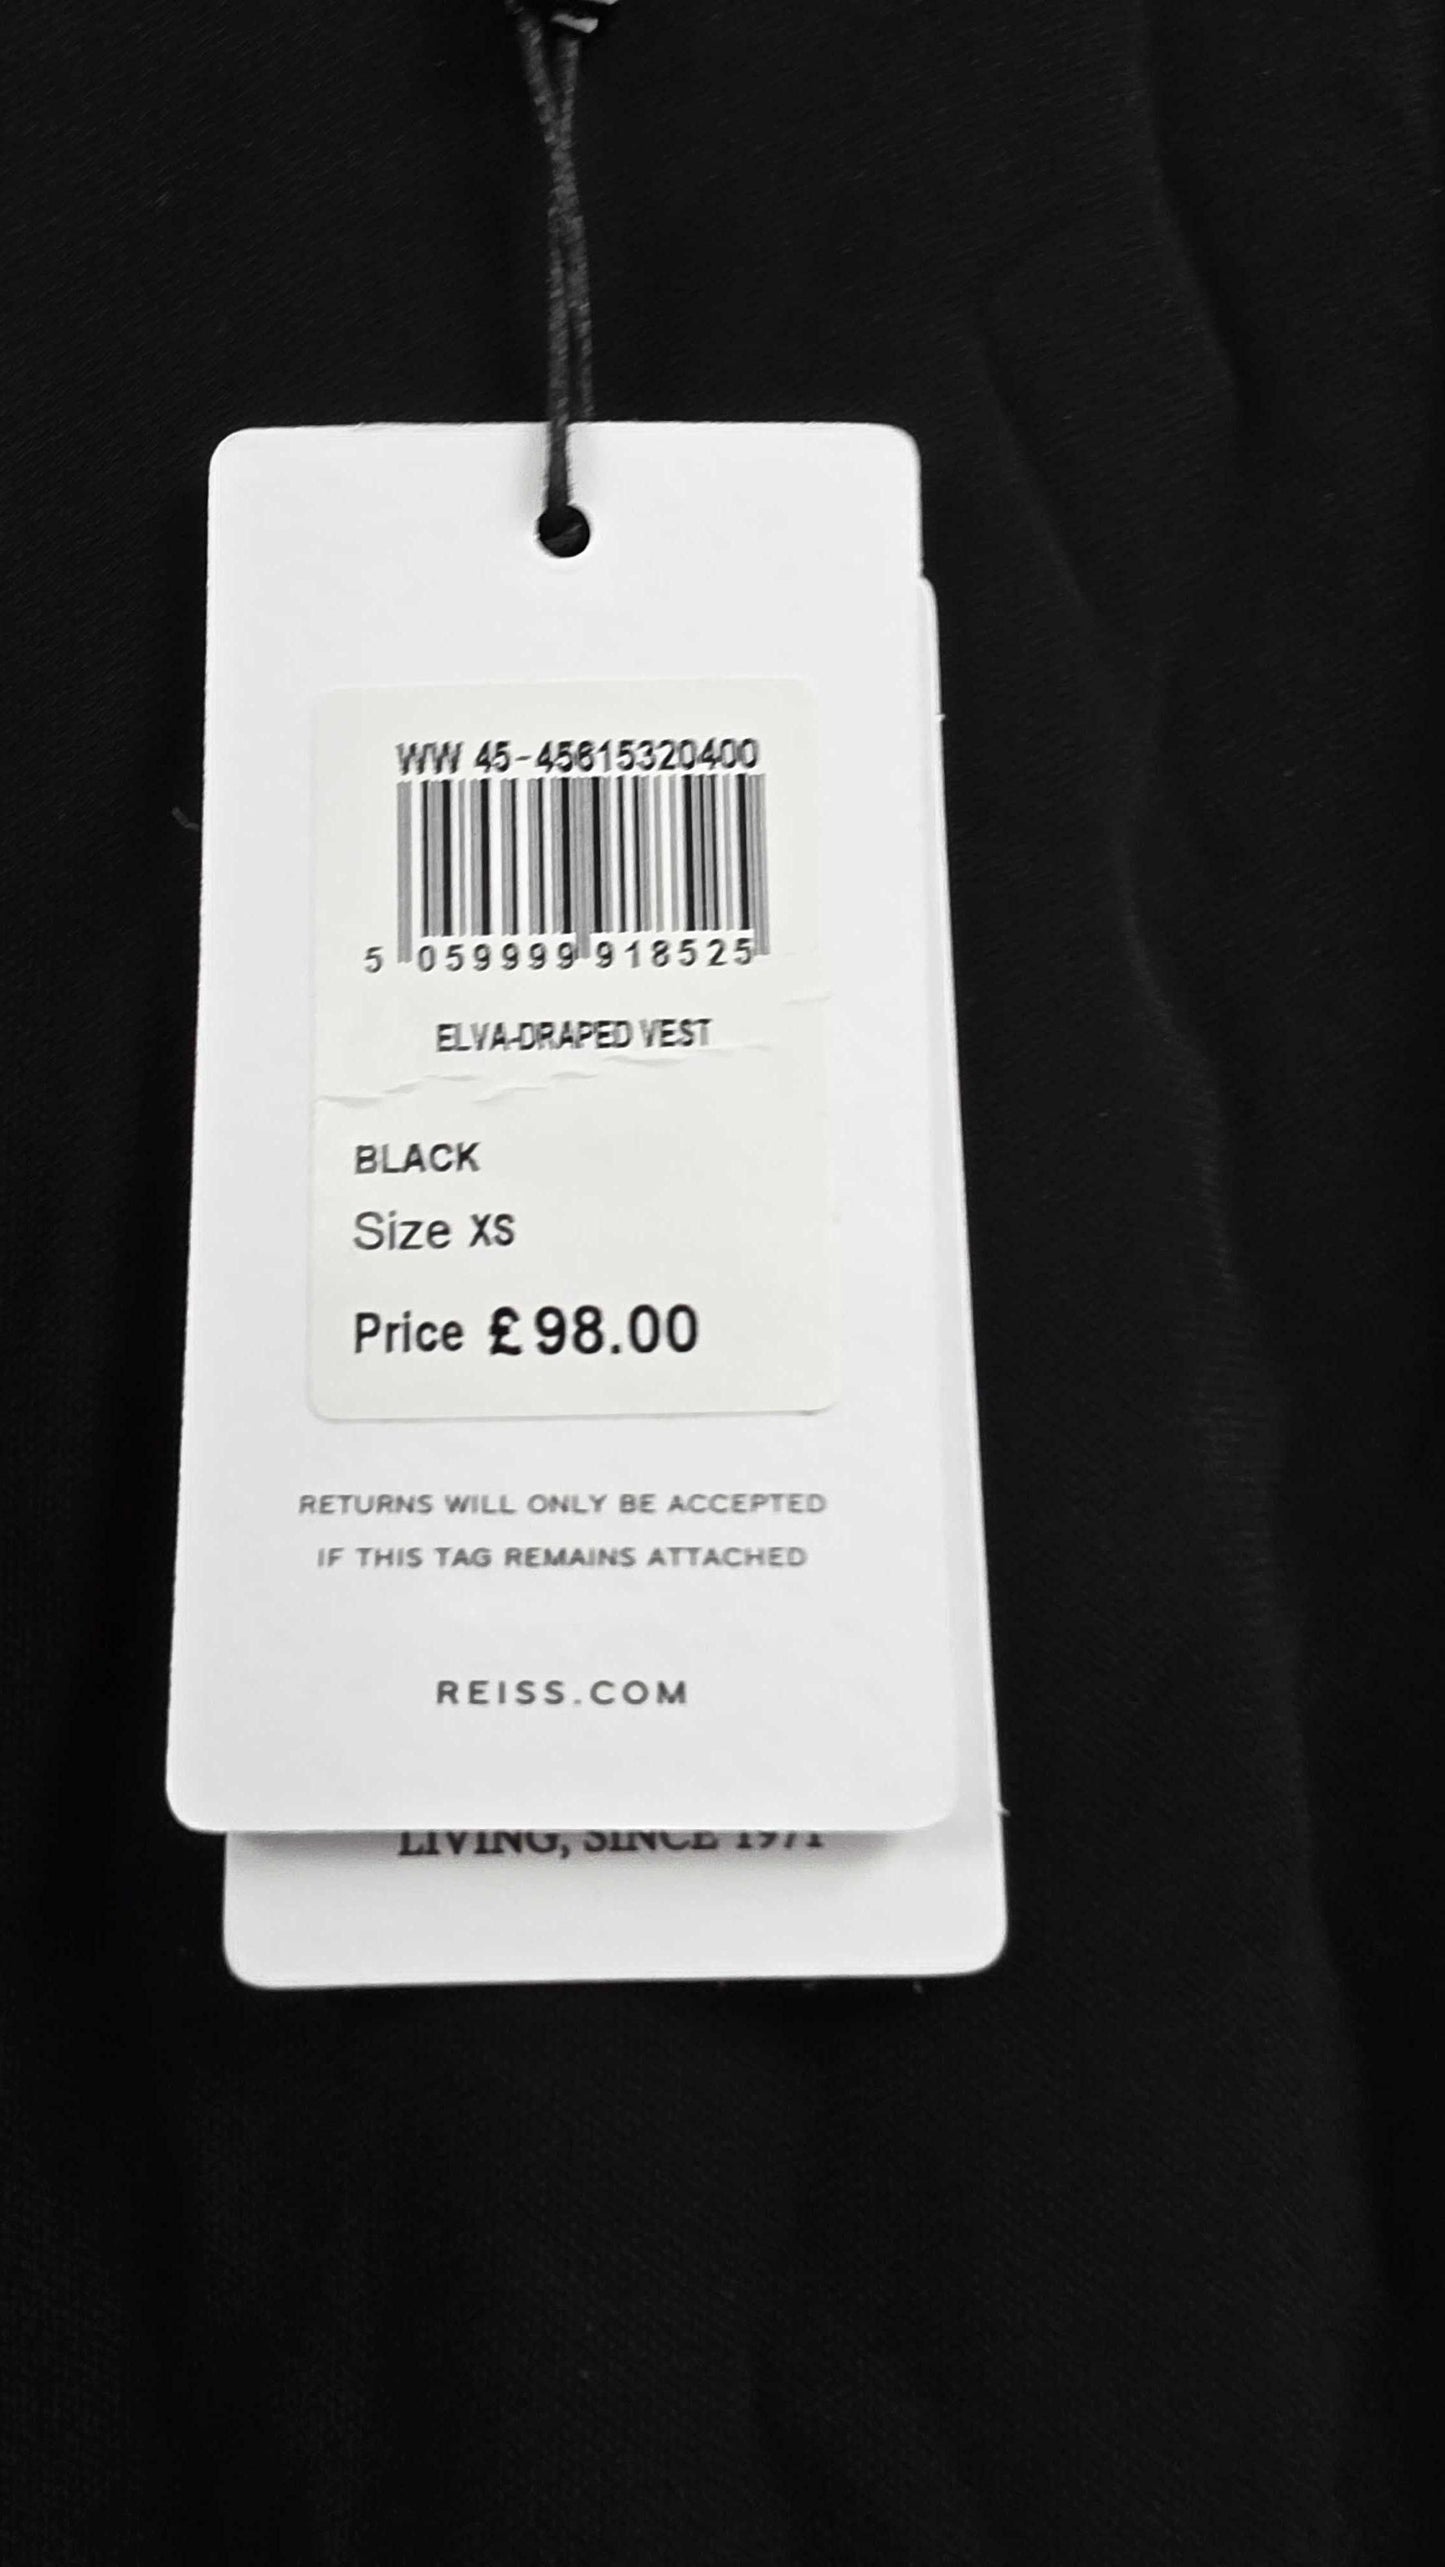 WW 45-45615320400
5 059999 918525
ELVA-DRAPED VEST
BLACK
Size XS
Price £98.00
RETURNS WILL ONLY BE ACCEPTED
IF THIS TAG REMAINS ATTACHED
REISS.COM
LIVING, SINCE 1971